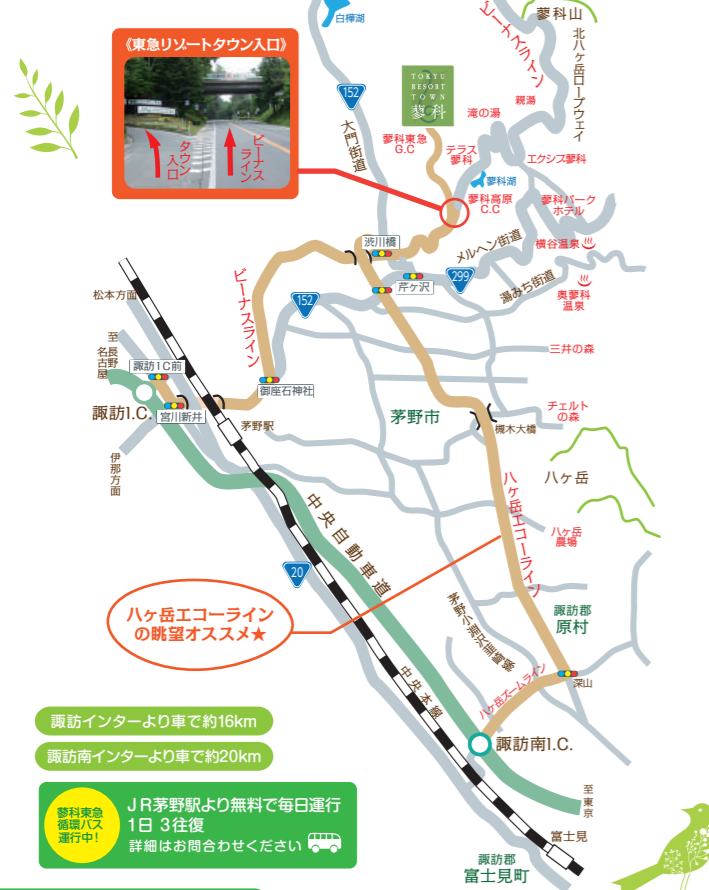 白樺湖
蓼科山
ビーナスライン
北八ヶ岳ロープウェイ
《東急リゾートタウン入口》
タウン
入口
ビーナス
ライン
152
大門街道
TOKYU
RESORT
TOWN
蓼科
滝の湯
親湯
蓼科東急
G.C
テラス
蓼科
エクシブ蓼科
蓼科湖
蓼科高原
C.C
蓼科パーク
ホテル
渋川橋
メルヘン街道
横谷温泉
299
芹ヶ沢
湯みち街道
奥蓼科
温泉
松本方面
ビーナスライン
152
至
長野
名古屋
諏訪IC前
三井の森
御座石神社
諏訪I.C.
宮川新井
茅野駅
茅野市
チェルト
の森
槻木大橋
伊那方面
八ヶ岳
中央自動車道
八ヶ岳エコーライン
八ヶ岳
農場
20
八ヶ岳エコーライン
の眺望オススメ★
茅野小淵沢韮崎線
諏訪郡
原村
中央本線
八ヶ岳ズームライン
深山
諏訪インターより車で約16km
諏訪南I.C.
諏訪南インターより車で約20km
至東京
蓼科東急
循環バス
運行中!
JR茅野駅より無料で毎日運行
1日 3往復
詳細はお問合わせください
富士見
諏訪郡
富士見町